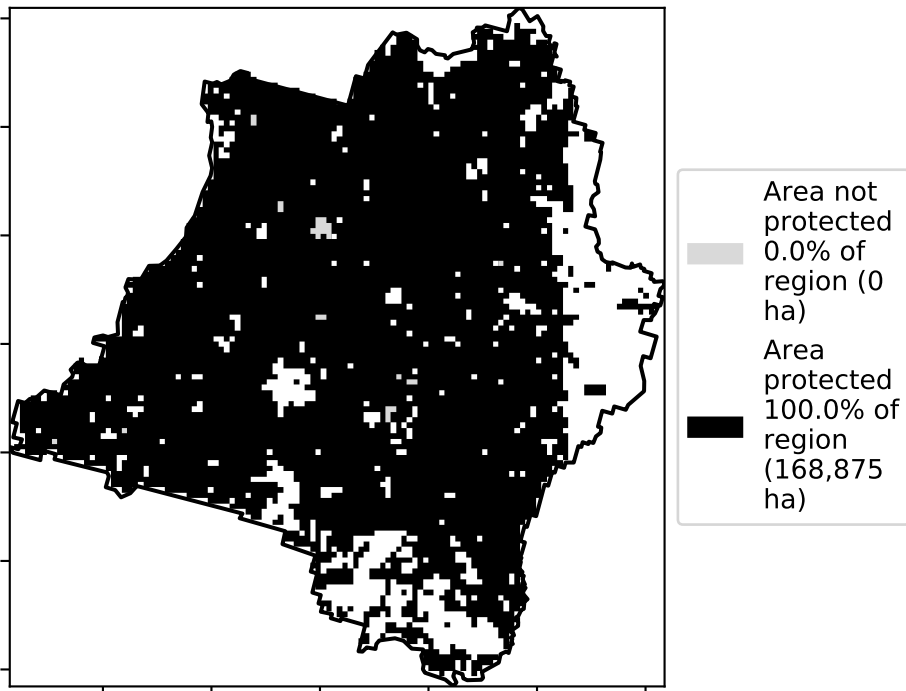 Area not
protected
0.0% of
region (0
ha)
Area
protected
100.0% of
region
(168,875
ha)